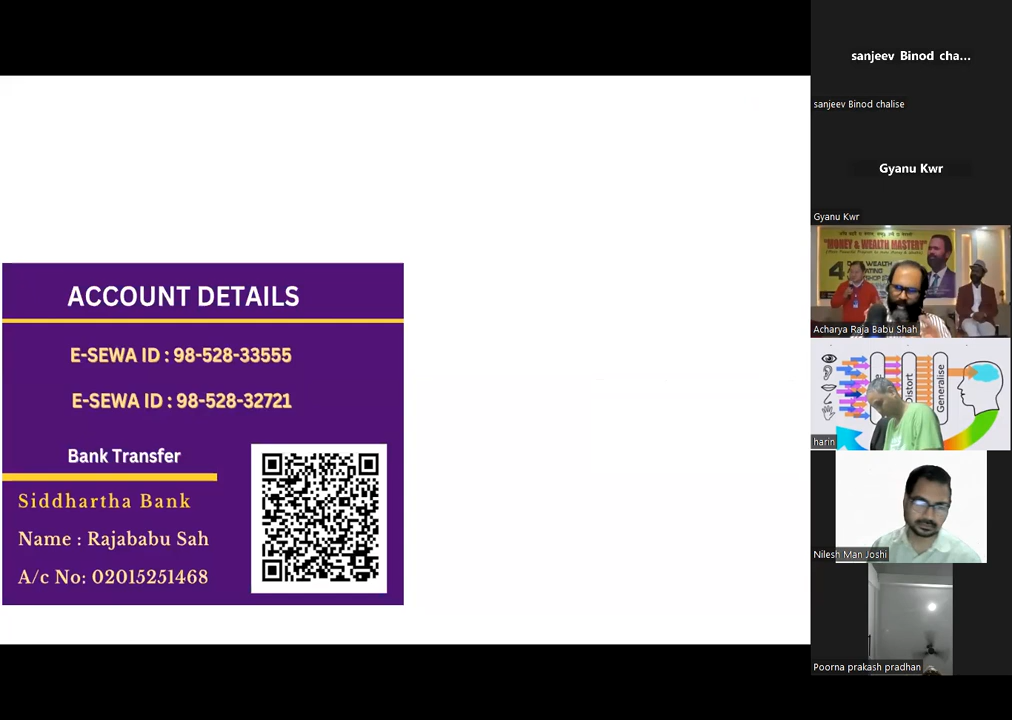 ACCOUNT DETAILS
E-SEWA ID : 98-528-33555
E-SEWA ID : 98-528-32721
Bank Transfer
Siddhartha Bank
Name : Rajababu Sah
A/c No: 02015251468
sanjeev Binod cha...
sanjeev Binod chalise
Gyanu Kwr
Gyanu Kwr
"MONEY & WEALTH MASTERY"
4
WEALTH
Acharya Raja Babu Shah
Distort
Generalise
harin
Nilesh Man Joshi
Poorna prakash pradhan